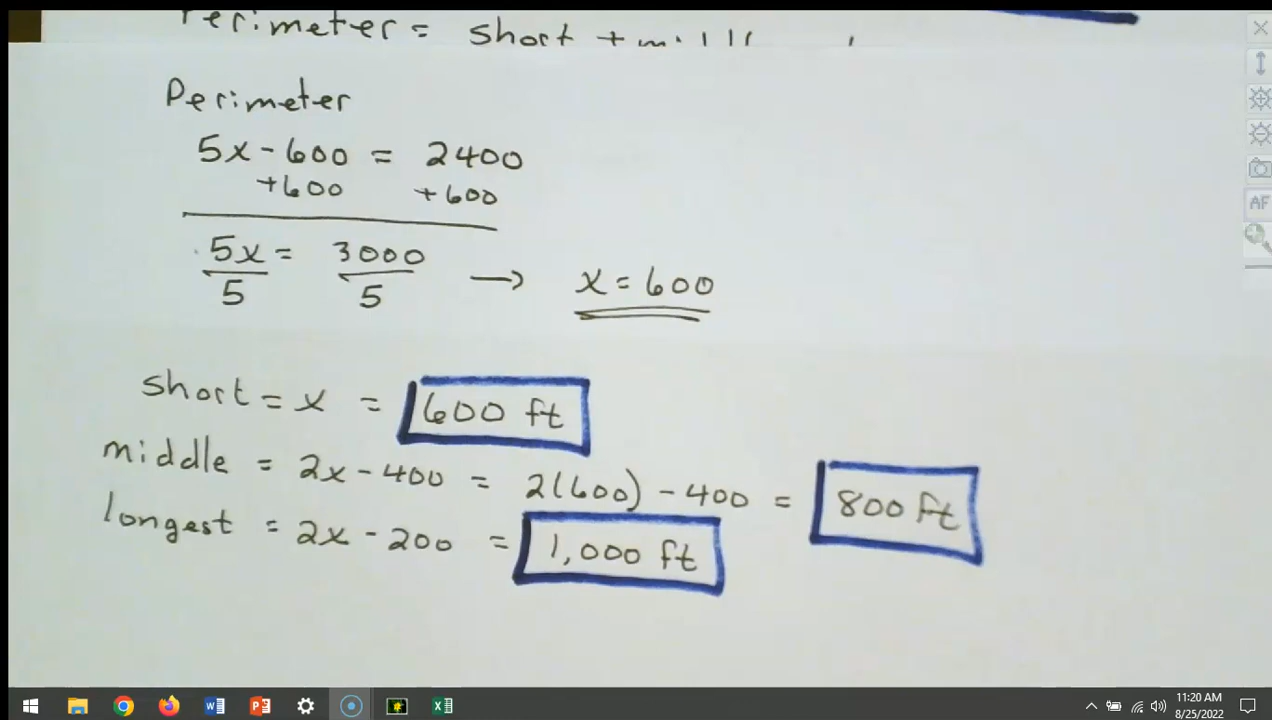 Perimeter = short + middle
Perimeter
5x - 600 = 2400
+600 +600
5x = 3000
5 5 → x = 600
short = x = 600 ft
middle = 2x - 400 = 2(600) - 400 = 800 ft
longest = 2x - 200 = 1,000 ft
AF
11:20 AM
8/25/2022